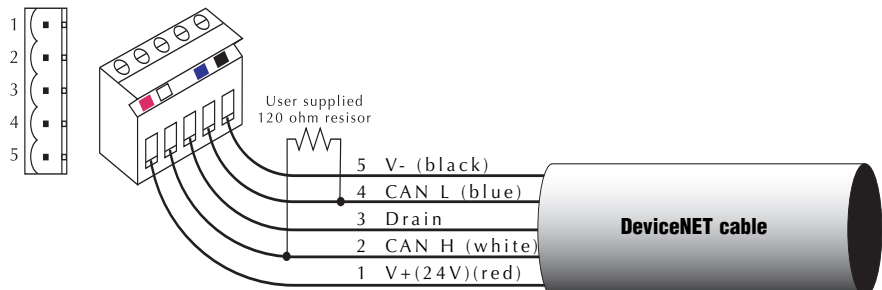 1
2
3
4
5
User supplied
120 ohm resisor
5 V- (black)
4 CAN L (blue)
3 Drain
2 CAN H (white)
1 V+(24V)(red)
DeviceNET cable